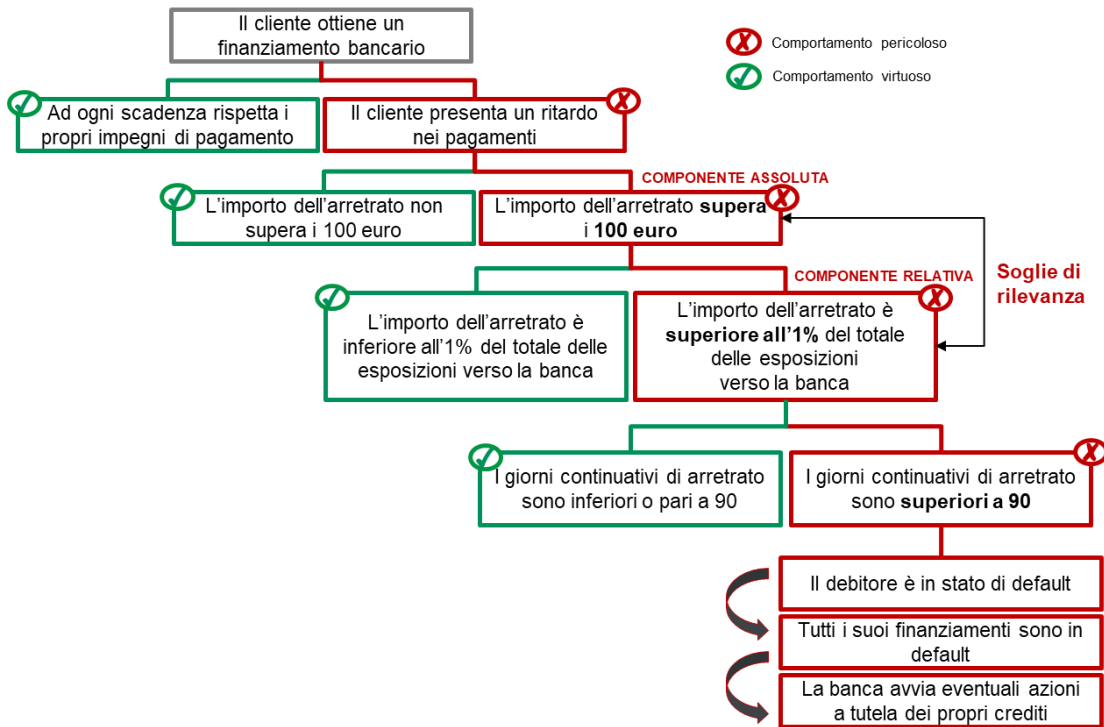 Il cliente ottiene un
finanziamento bancario
Comportamento pericoloso
Comportamento virtuoso
Ad ogni scadenza rispetta i
propri impegni di pagamento
Il cliente presenta un ritardo
nei pagamenti
COMPONENTE ASSOLUTA
L'importo dell'arretrato non
supera i 100 euro
L'importo dell'arretrato supera
i 100 euro
COMPONENTE RELATIVA
Soglie di
rilevanza
L'importo dell'arretrato è
inferiore all'1% del totale delle
esposizioni verso la banca
L'importo dell'arretrato è
superiore all'1% del totale
delle esposizioni
verso la banca
I giorni continuativi di arretrato
sono inferiori o pari a 90
I giorni continuativi di arretrato
sono superiori a 90
Il debitore è in stato di default
Tutti i suoi finanziamenti sono in
default
La banca avvia eventuali azioni
a tutela dei propri crediti